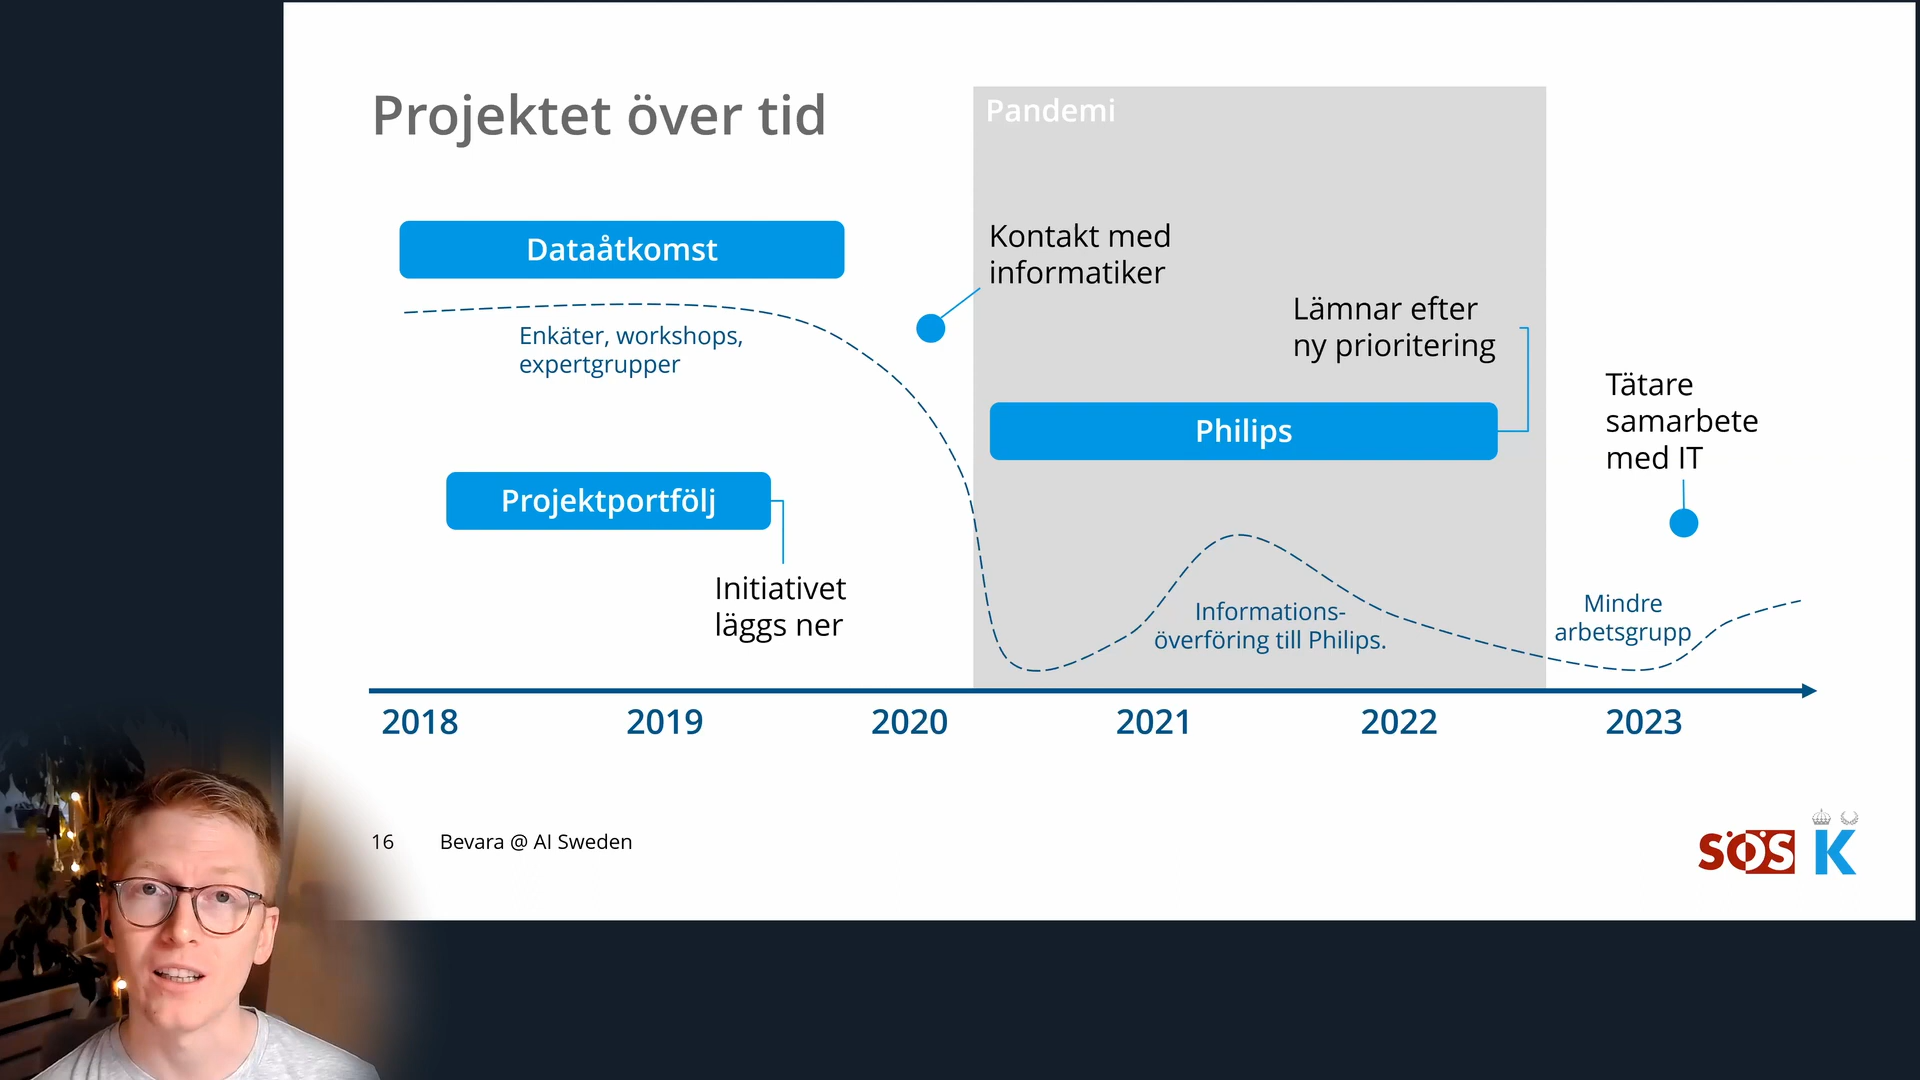 Projektet över tid
Pandemi
Dataåtkomst
Enkäter, workshops,
expertgrupper
Kontakt med
informatiker
Lämnar efter
ny prioritering
Philips
Tätare
samarbete
med IT
Projektportfölj
Initiativet
läggs ner
Informations-
överföring till Philips.
Mindre
arbetsgrupp
2018
2019
2020
2021
2022
2023
16
Bevara @ AI Sweden
SÖS
K